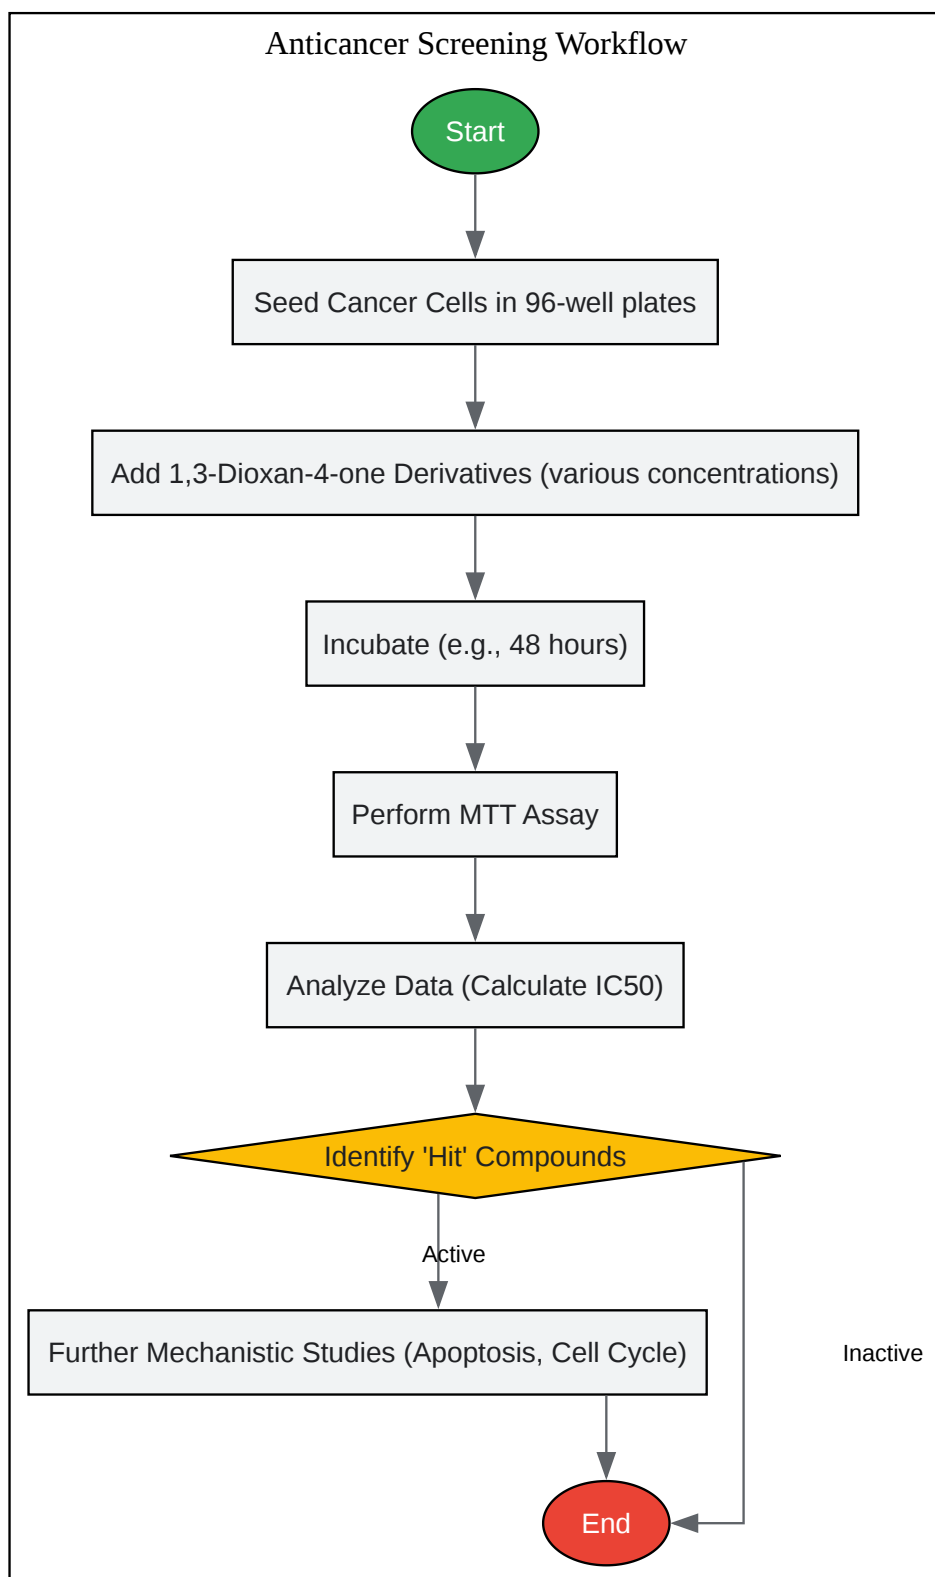 Anticancer Screening Workflow
Start
Seed Cancer Cells in 96-well plates
Add 1,3-Dioxan-4-one Derivatives (various concentrations)
Incubate (e.g., 48 hours)
Perform MTT Assay
Analyze Data (Calculate IC50)
Identify 'Hit' Compounds
Active
Further Mechanistic Studies (Apoptosis, Cell Cycle)
Inactive
End